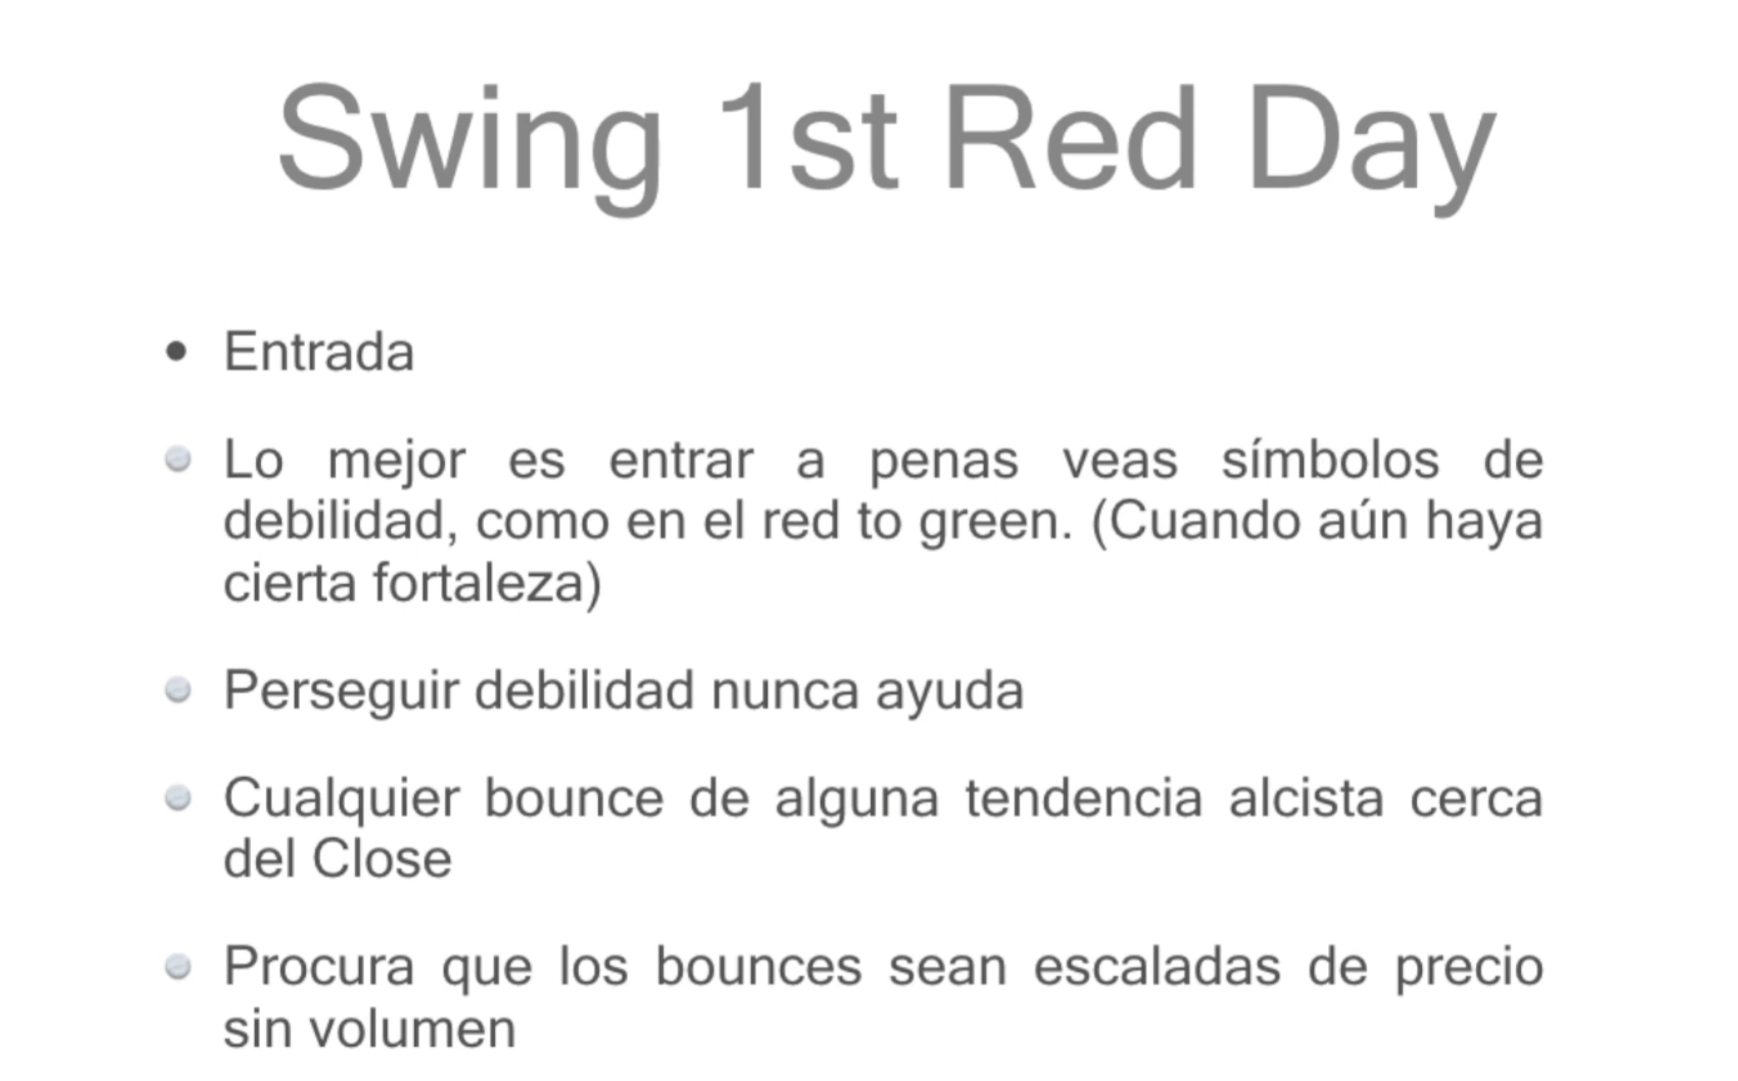 Swing 1st Red Day
• Entrada
Lo mejor es entrar a penas veas símbolos de
debilidad, como en el red to green. (Cuando aún haya
cierta fortaleza)
Perseguir debilidad nunca ayuda
Cualquier bounce de alguna tendencia alcista cerca
del Close
Procura que los bounces sean escaladas de precio
sin volumen